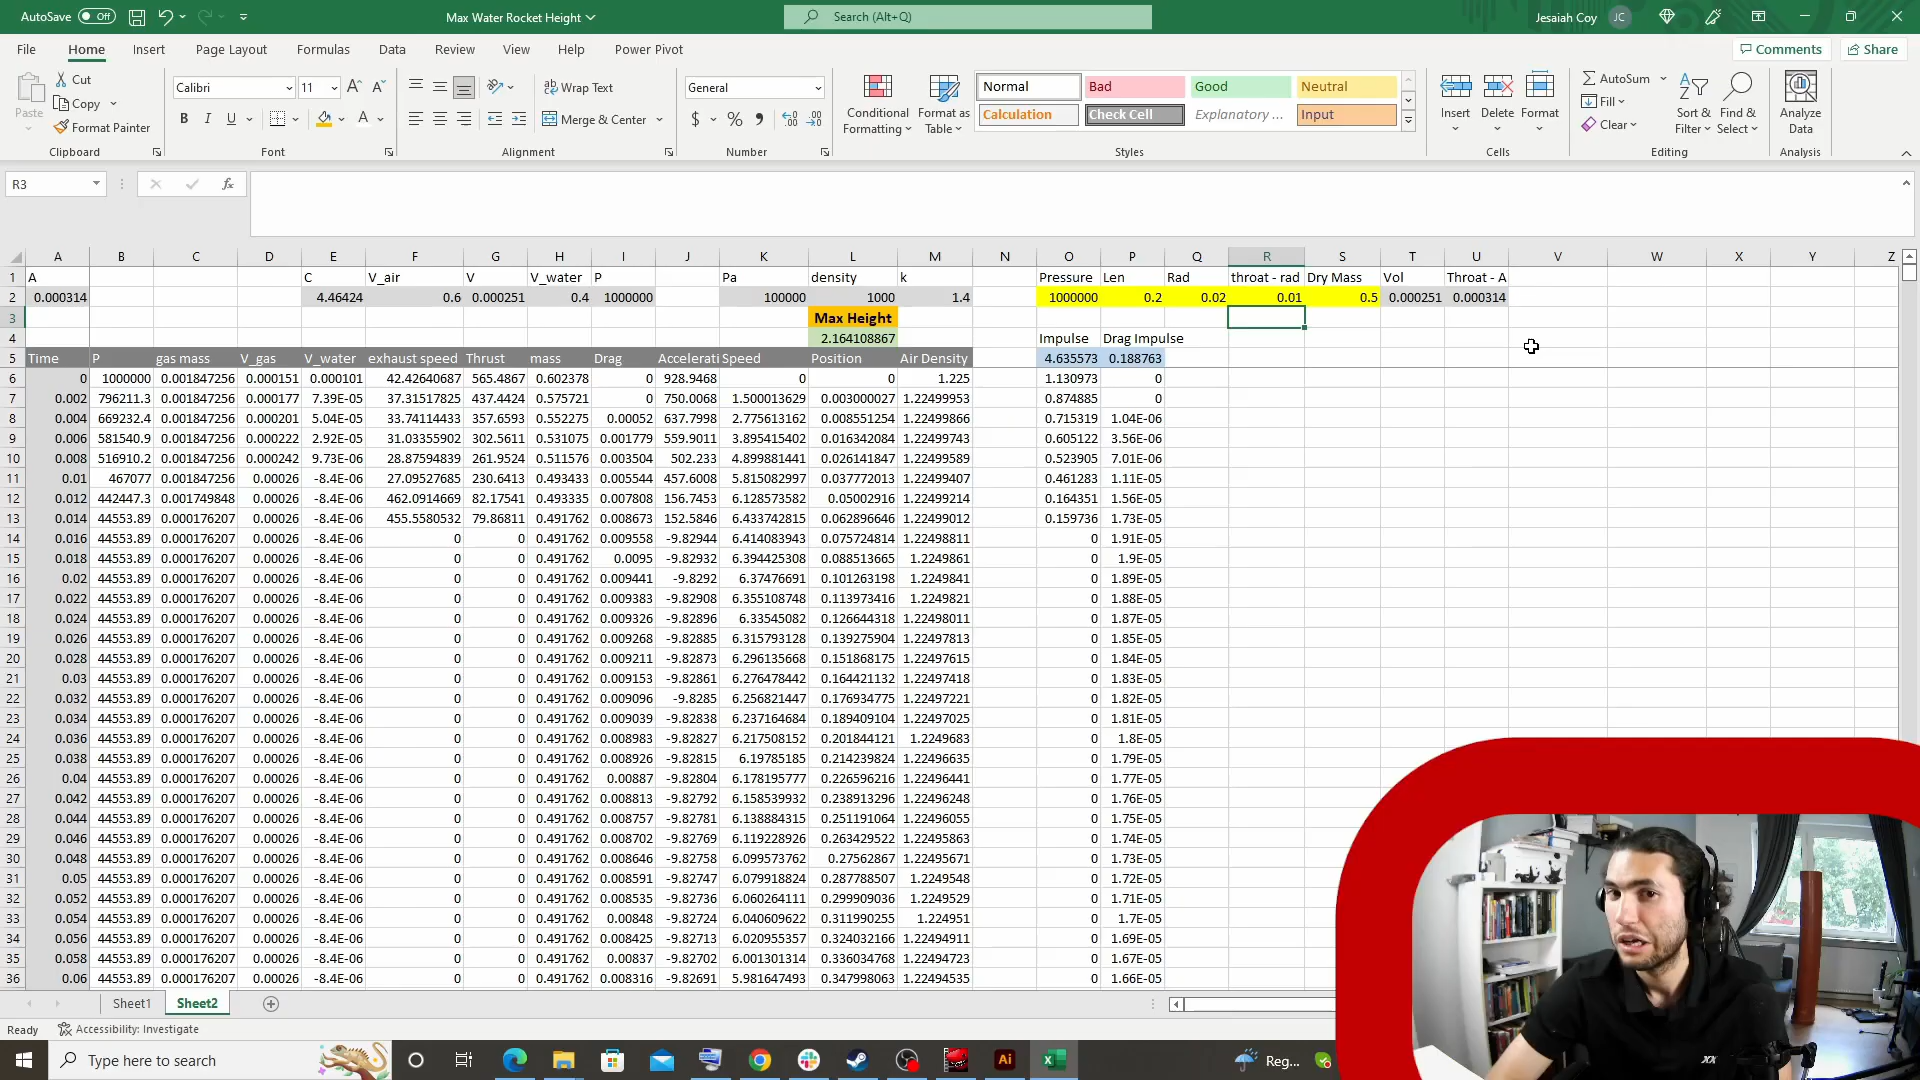 AutoSave Off Max Water Rocket Height Search (Alt+Q) Jesaiah Coy JC
File Home Insert Page Layout Formulas Data Review View Help Power Pivot Comments Share
Paste Cut Copy Format Painter Calibri 11 Wrap Text Merge & Center General Conditional Formatting Format as Table Normal Bad Good Neutral Calculation Check Cell Explanatory ... Input Insert Delete Format AutoSum Fill Clear Sort & Filter Find & Select Analyze Data
Clipboard Font Alignment Number Styles Cells Editing Analysis
R3 fx
A B C D E F G H I J K L M N O P Q R S T U V W X Y Z
1 A C V_air V V_water P Pa density k Pressure Len Rad throat - rad Dry Mass Vol Throat - A
2 0.000314 4.46424 0.6 0.000251 0.4 1000000 100000 1000 1.4 1000000 0.2 0.02 0.01 0.5 0.000251 0.000314
3 Max Height
4 2.164108867 Impulse Drag Impulse
5 Time P gas mass V_gas V_water exhaust speed Thrust mass Drag Accelerati Speed Position Air Density 4.635573 0.188763
6 0 1000000 0.001847256 0.000151 0.000101 42.42640687 565.4867 0.602378 0 928.9468 0 0 1.225 1.130973 0
7 0.002 796211.3 0.001847256 0.000177 7.39E-05 37.31517825 437.4424 0.575721 0 750.0068 1.500013629 0.003000027 1.22499953 0.874885 0
8 0.004 669232.4 0.001847256 0.000201 5.04E-05 33.74114433 357.6593 0.552275 0.00052 637.7998 2.775613162 0.008551254 1.22499866 0.715319 1.04E-06
9 0.006 581540.9 0.001847256 0.000222 2.92E-05 31.03355902 302.5611 0.531075 0.001779 559.9011 3.895415402 0.016342084 1.22499743 0.605122 3.56E-06
10 0.008 516910.2 0.001847256 0.000242 9.73E-06 28.87594839 261.9524 0.511576 0.003504 502.233 4.899881441 0.026141847 1.22499589 0.523905 7.01E-06
11 0.01 467077 0.001847256 0.00026 -8.4E-06 27.09527685 230.6413 0.493433 0.005544 457.6008 5.815082997 0.037772013 1.22499407 0.461283 1.11E-05
12 0.012 442447.3 0.001749848 0.00026 -8.4E-06 462.0914669 82.17541 0.493335 0.007808 156.7453 6.128573582 0.05002916 1.22499214 0.164351 1.56E-05
13 0.014 44553.89 0.000176207 0.00026 -8.4E-06 455.5580532 79.86811 0.491762 0.008673 152.5846 6.433742815 0.062896646 1.22499012 0.159736 1.73E-05
14 0.016 44553.89 0.000176207 0.00026 -8.4E-06 0 0 0.491762 0.009558 -9.82944 6.414083943 0.075724814 1.22498811 0 1.91E-05
15 0.018 44553.89 0.000176207 0.00026 -8.4E-06 0 0 0.491762 0.0095 -9.82932 6.394425308 0.088513665 1.2249861 0 1.9E-05
16 0.02 44553.89 0.000176207 0.00026 -8.4E-06 0 0 0.491762 0.009441 -9.8292 6.37476691 0.101263198 1.2249841 0 1.89E-05
17 0.022 44553.89 0.000176207 0.00026 -8.4E-06 0 0 0.491762 0.009383 -9.82908 6.355108748 0.113973416 1.2249821 0 1.88E-05
18 0.024 44553.89 0.000176207 0.00026 -8.4E-06 0 0 0.491762 0.009326 -9.82896 6.33545082 0.126644318 1.22498011 0 1.87E-05
19 0.026 44553.89 0.000176207 0.00026 -8.4E-06 0 0 0.491762 0.009268 -9.82885 6.315793128 0.139275904 1.22497813 0 1.85E-05
20 0.028 44553.89 0.000176207 0.00026 -8.4E-06 0 0 0.491762 0.009211 -9.82873 6.296135668 0.151868175 1.22497615 0 1.84E-05
21 0.03 44553.89 0.000176207 0.00026 -8.4E-06 0 0 0.491762 0.009153 -9.82861 6.276478442 0.164421132 1.22497418 0 1.83E-05
22 0.032 44553.89 0.000176207 0.00026 -8.4E-06 0 0 0.491762 0.009096 -9.8285 6.256821447 0.176934775 1.22497221 0 1.82E-05
23 0.034 44553.89 0.000176207 0.00026 -8.4E-06 0 0 0.491762 0.009039 -9.82838 6.237164684 0.189409104 1.22497025 0 1.81E-05
24 0.036 44553.89 0.000176207 0.00026 -8.4E-06 0 0 0.491762 0.008983 -9.82827 6.217508152 0.201844121 1.2249683 0 1.8E-05
25 0.038 44553.89 0.000176207 0.00026 -8.4E-06 0 0 0.491762 0.008926 -9.82815 6.19785185 0.214239824 1.22496635 0 1.79E-05
26 0.04 44553.89 0.000176207 0.00026 -8.4E-06 0 0 0.491762 0.00887 -9.82804 6.178195777 0.226596216 1.22496441 0 1.77E-05
27 0.042 44553.89 0.000176207 0.00026 -8.4E-06 0 0 0.491762 0.008813 -9.82792 6.158539932 0.238913296 1.22496248 0 1.76E-05
28 0.044 44553.89 0.000176207 0.00026 -8.4E-06 0 0 0.491762 0.008757 -9.82781 6.138884315 0.251191064 1.22496055 0 1.75E-05
29 0.046 44553.89 0.000176207 0.00026 -8.4E-06 0 0 0.491762 0.008702 -9.82769 6.119228926 0.263429522 1.22495863 0 1.74E-05
30 0.048 44553.89 0.000176207 0.00026 -8.4E-06 0 0 0.491762 0.008646 -9.82758 6.099573762 0.27562867 1.22495671 0 1.73E-05
31 0.05 44553.89 0.000176207 0.00026 -8.4E-06 0 0 0.491762 0.008591 -9.82747 6.079918824 0.287788507 1.2249548 0 1.72E-05
32 0.052 44553.89 0.000176207 0.00026 -8.4E-06 0 0 0.491762 0.008535 -9.82736 6.060264111 0.299909036 1.2249529 0 1.71E-05
33 0.054 44553.89 0.000176207 0.00026 -8.4E-06 0 0 0.491762 0.00848 -9.82724 6.040609622 0.311990255 1.224951 0 1.7E-05
34 0.056 44553.89 0.000176207 0.00026 -8.4E-06 0 0 0.491762 0.008425 -9.82713 6.020955357 0.324032166 1.22494911 0 1.69E-05
35 0.058 44553.89 0.000176207 0.00026 -8.4E-06 0 0 0.491762 0.00837 -9.82702 6.001301314 0.336034768 1.22494723 0 1.67E-05
36 0.06 44553.89 0.000176207 0.00026 -8.4E-06 0 0 0.491762 0.008316 -9.82691 5.981647493 0.347998063 1.22494535 0 1.66E-05
Sheet1 Sheet2
Ready Accessibility: Investigate
Type here to search Ai Reg...